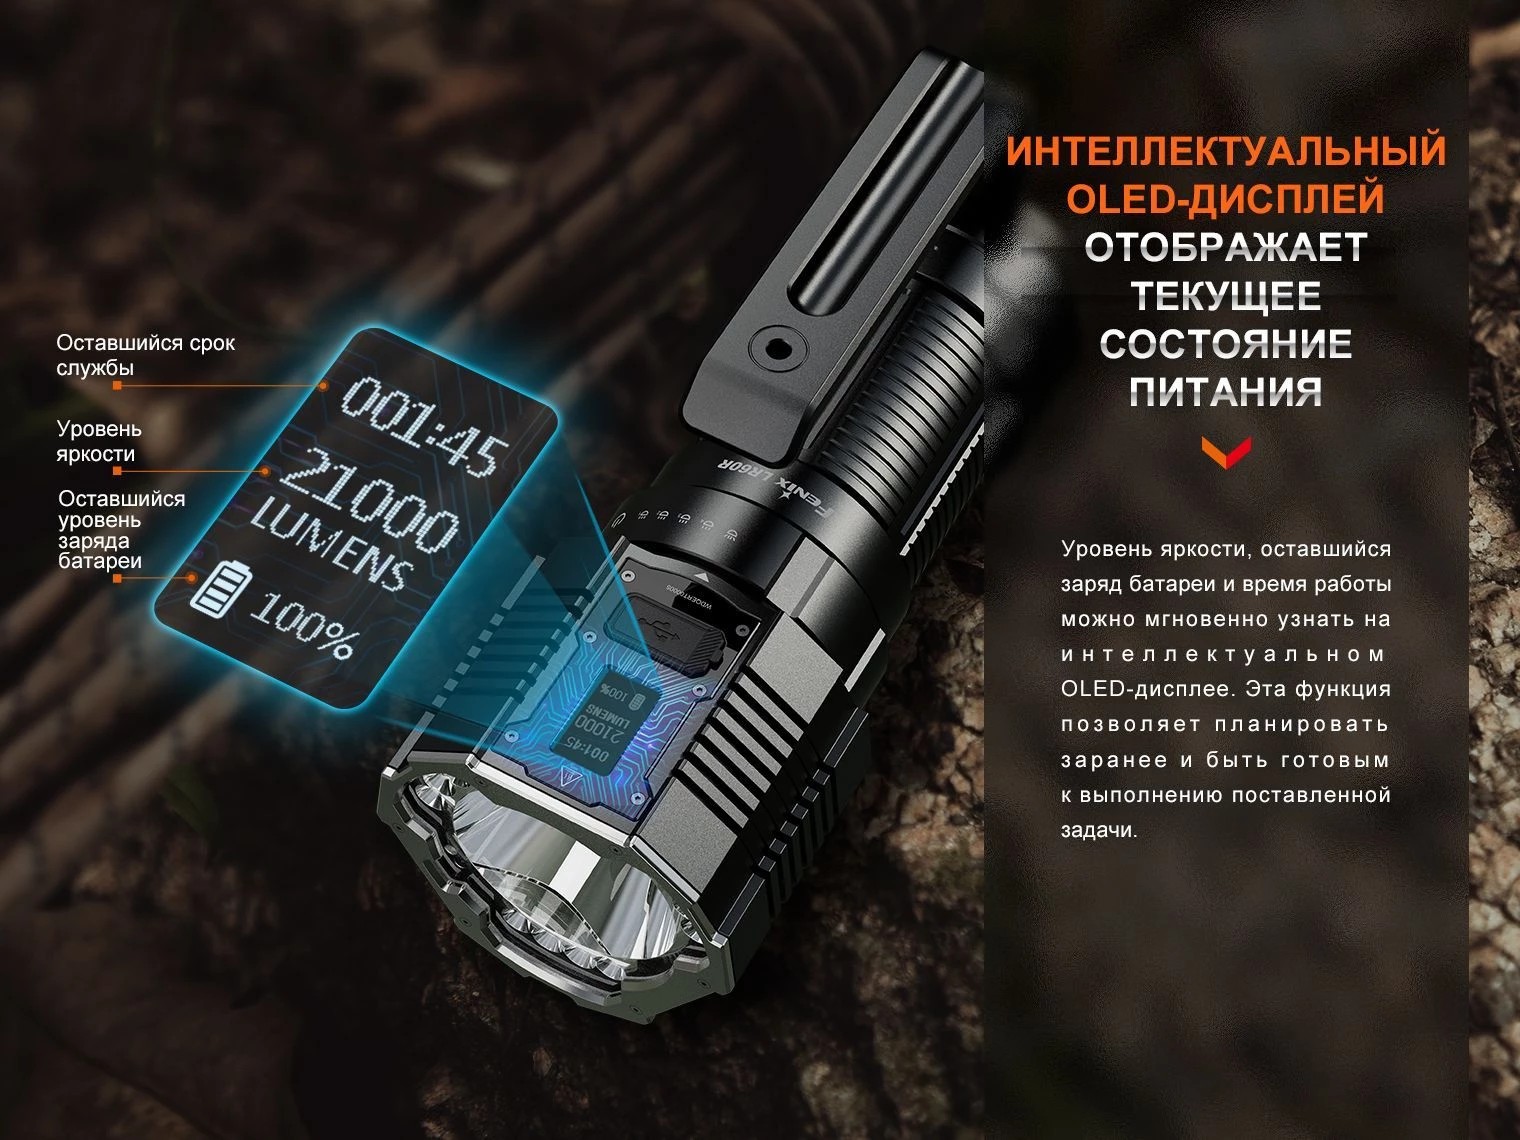 ИНТЕЛЛЕКТУАЛЬНЫЙ
OLED-ДИСПЛЕЙ
ОТОБРАЖАЕТ
ТЕКУЩЕЕ
СОСТОЯНИЕ
ПИТАНИЯ
Уровень яркости, оставшийся
заряд батареи и время работы
можно мгновенно узнать на
интеллектуальном
OLED-дисплее. Эта функция
позволяет планировать
заранее и быть готовым
к выполнению поставленной
задачи.
Оставшийся срок
службы
Уровень
яркости
Оставшийся
уровень
заряда
батареи
001:45
21000
LUMENS
100%
FENIX LR60R
001:45
21000
LUMENS
100%